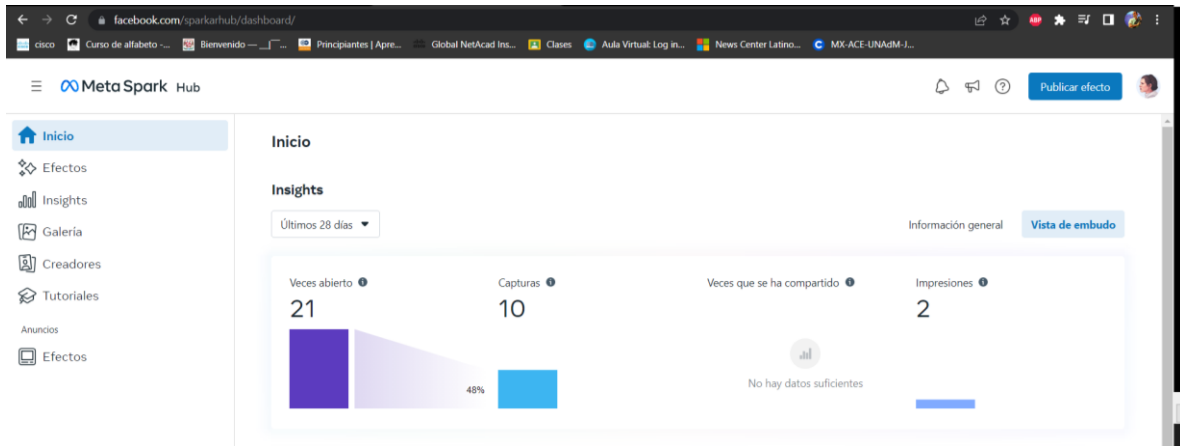 facebook.com/sparkarhub/dashboard/
cisco Curso de alfabeto -... Bienvenido — __┌‾... Principiantes | Apre... Global NetAcad Ins... Clases Aula Virtual: Log in... News Center Latino... MX-ACE-UNAdM-J...
Meta Spark Hub
Publicar efecto
Inicio
Efectos
Insights
Galería
Creadores
Tutoriales
Anuncios
Efectos
Inicio
Insights
Últimos 28 días
Información general
Vista de embudo
Veces abierto
21
Capturas
10
48%
Veces que se ha compartido
No hay datos suficientes
Impresiones
2